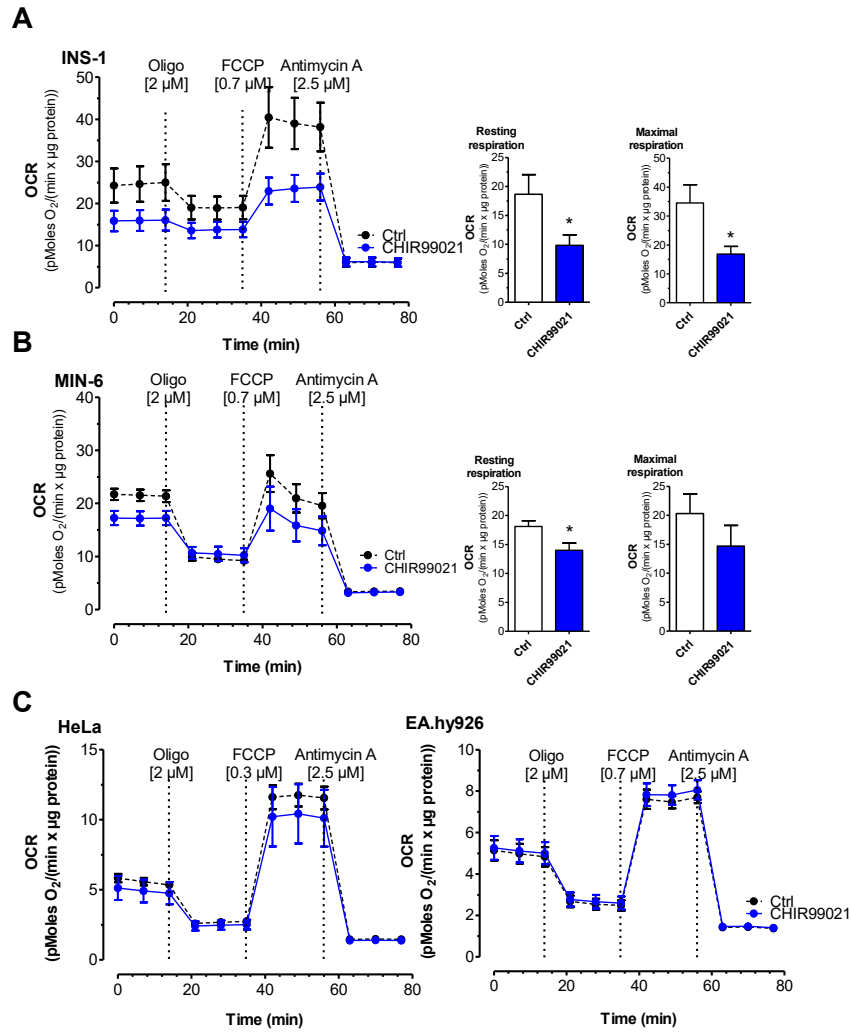 A
INS-1
Oligo
[2 µM]
FCCP
[0.7 µM]
Antimycin A
[2.5 µM]
50
40
30
20
10
0
OCR
(pMoles O2/(min x µg protein))
Ctrl
CHIR99021
0 20 40 60 80
Time (min)
Resting
respiration
25
20
15
10
5
0
OCR
(pMoles O2/(min x µg protein))
*
Ctrl
CHIR99021
Maximal
respiration
50
40
30
20
10
0
OCR
(pMoles O2/(min x µg protein))
*
Ctrl
CHIR99021
B
MIN-6
Oligo
[2 µM]
FCCP
[0.7 µM]
Antimycin A
[2.5 µM]
40
30
20
10
0
OCR
(pMoles O2/(min x µg protein))
Ctrl
CHIR99021
0 20 40 60 80
Time (min)
Resting
respiration
25
20
15
10
5
0
OCR
(pMoles O2/(min x µg protein))
*
Ctrl
CHIR99021
Maximal
respiration
25
20
15
10
5
0
OCR
(pMoles O2/(min x µg protein))
Ctrl
CHIR99021
C
HeLa
Oligo
[2 µM]
FCCP
[0.3 µM]
Antimycin A
[2.5 µM]
15
10
5
0
OCR
(pMoles O2/(min x µg protein))
0 20 40 60 80
Time (min)
EA.hy926
Oligo
[2 µM]
FCCP
[0.7 µM]
Antimycin A
[2.5 µM]
10
8
6
4
2
0
OCR
(pMoles O2/(min x µg protein))
Ctrl
CHIR99021
0 20 40 60 80
Time (min)